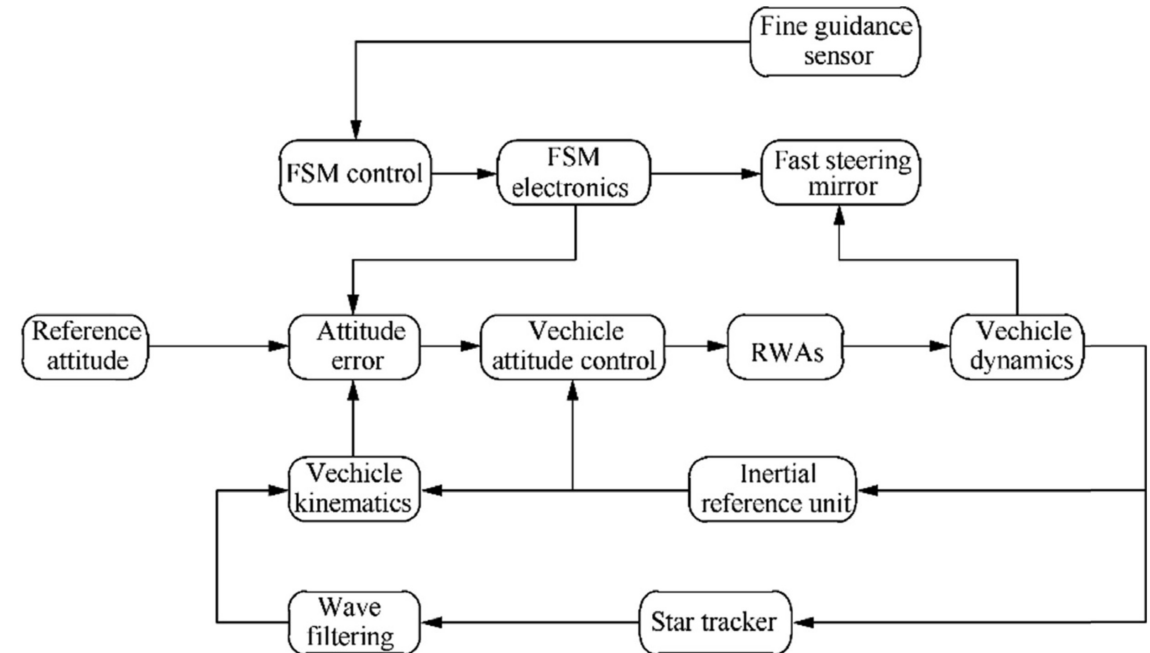 Fine guidance
sensor
FSM control
FSM
electronics
Fast steering
mirror
Reference
attitude
Attitude
error
Vechicle
attitude control
RWAs
Vechicle
dynamics
Vechicle
kinematics
Inertial
reference unit
Wave
filtering
Star tracker